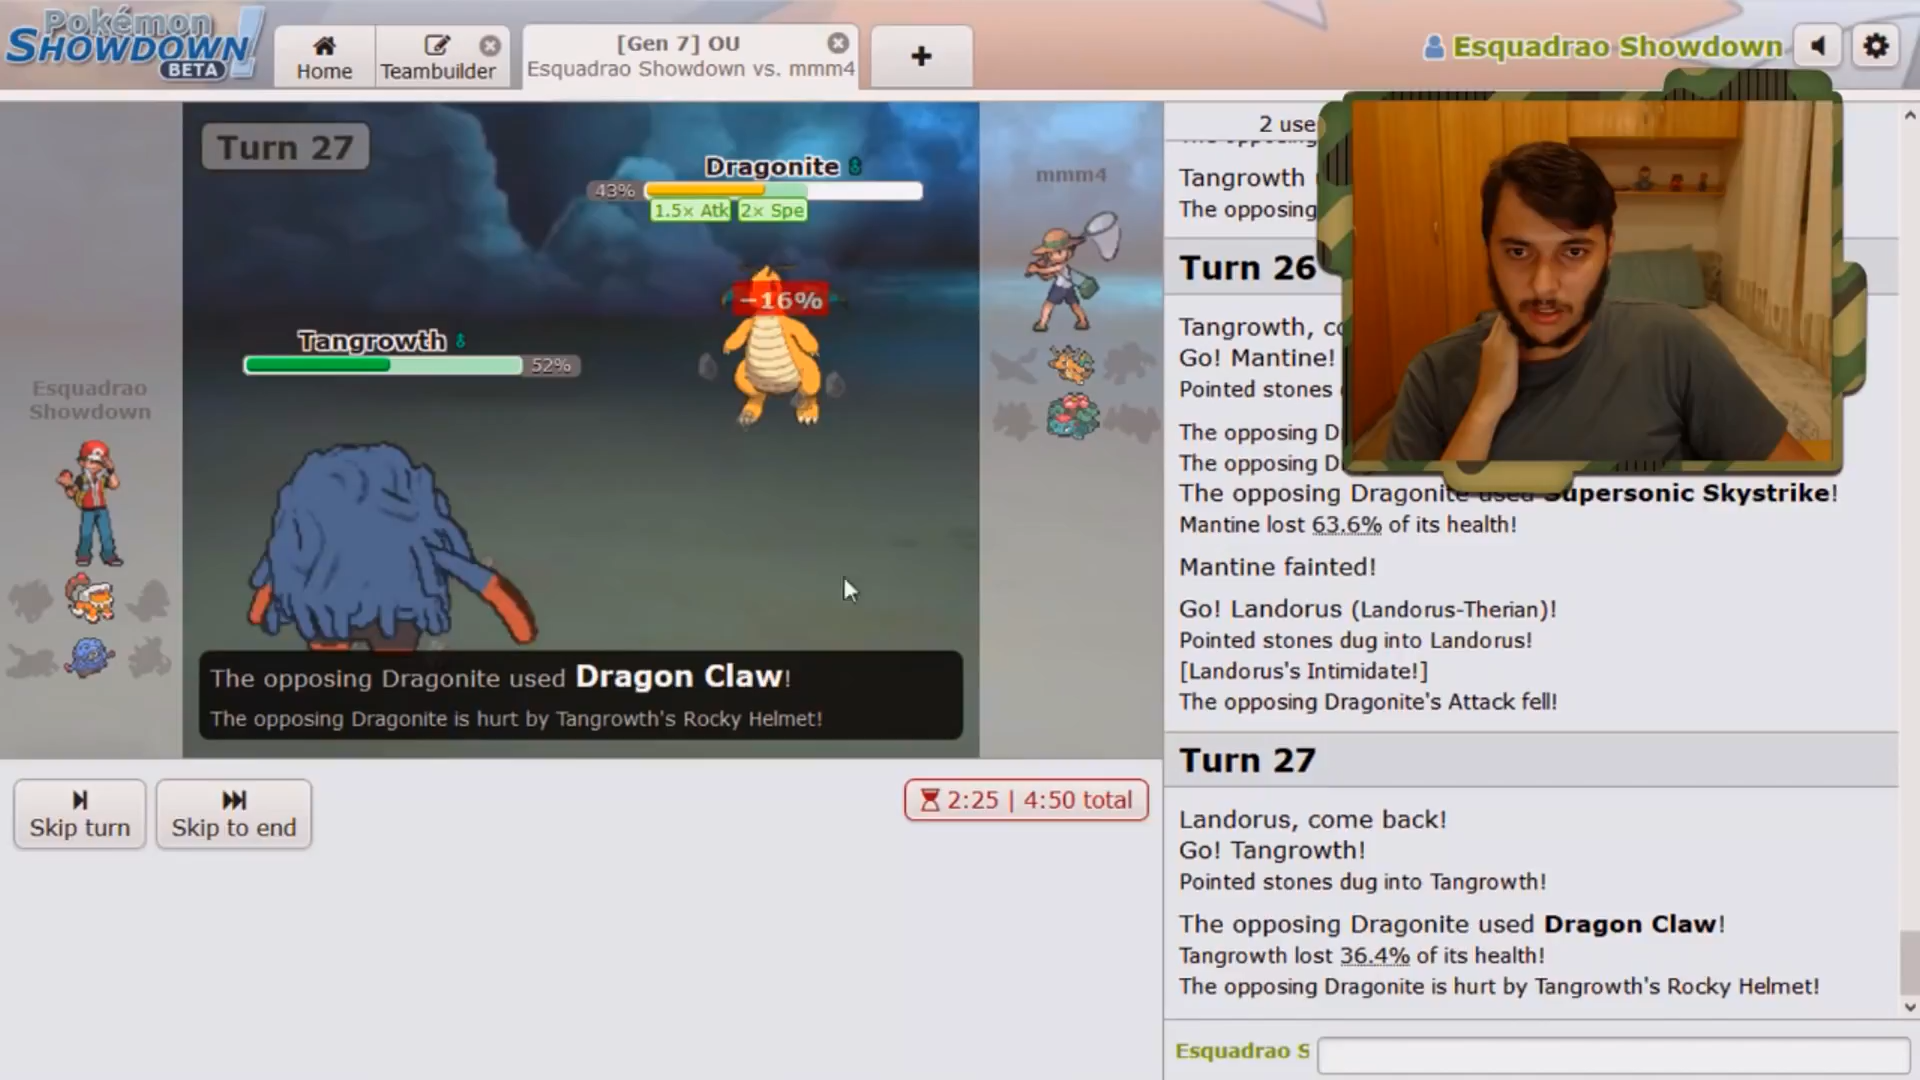 Pokémon
SHOWDOWN!
BETA
Home
Teambuilder
[Gen 7] OU
Esquadrao Showdown vs. mmm4
Esquadrao Showdown
Turn 27
Dragonite
43%
1.5× Atk
2× Spe
-16%
Tangrowth
52%
Esquadrao
Showdown
mmm4
The opposing Dragonite used Dragon Claw!
The opposing Dragonite is hurt by Tangrowth's Rocky Helmet!
Skip turn
Skip to end
2:25 | 4:50 total
2 use
Tangrowth
The opposing
Turn 26
Tangrowth, co
Go! Mantine!
Pointed stones
The opposing D
The opposing D
The opposing Dragonite used Supersonic Skystrike!
Mantine lost 63.6% of its health!
Mantine fainted!
Go! Landorus (Landorus-Therian)!
Pointed stones dug into Landorus!
[Landorus's Intimidate!]
The opposing Dragonite's Attack fell!
Turn 27
Landorus, come back!
Go! Tangrowth!
Pointed stones dug into Tangrowth!
The opposing Dragonite used Dragon Claw!
Tangrowth lost 36.4% of its health!
The opposing Dragonite is hurt by Tangrowth's Rocky Helmet!
Esquadrao S